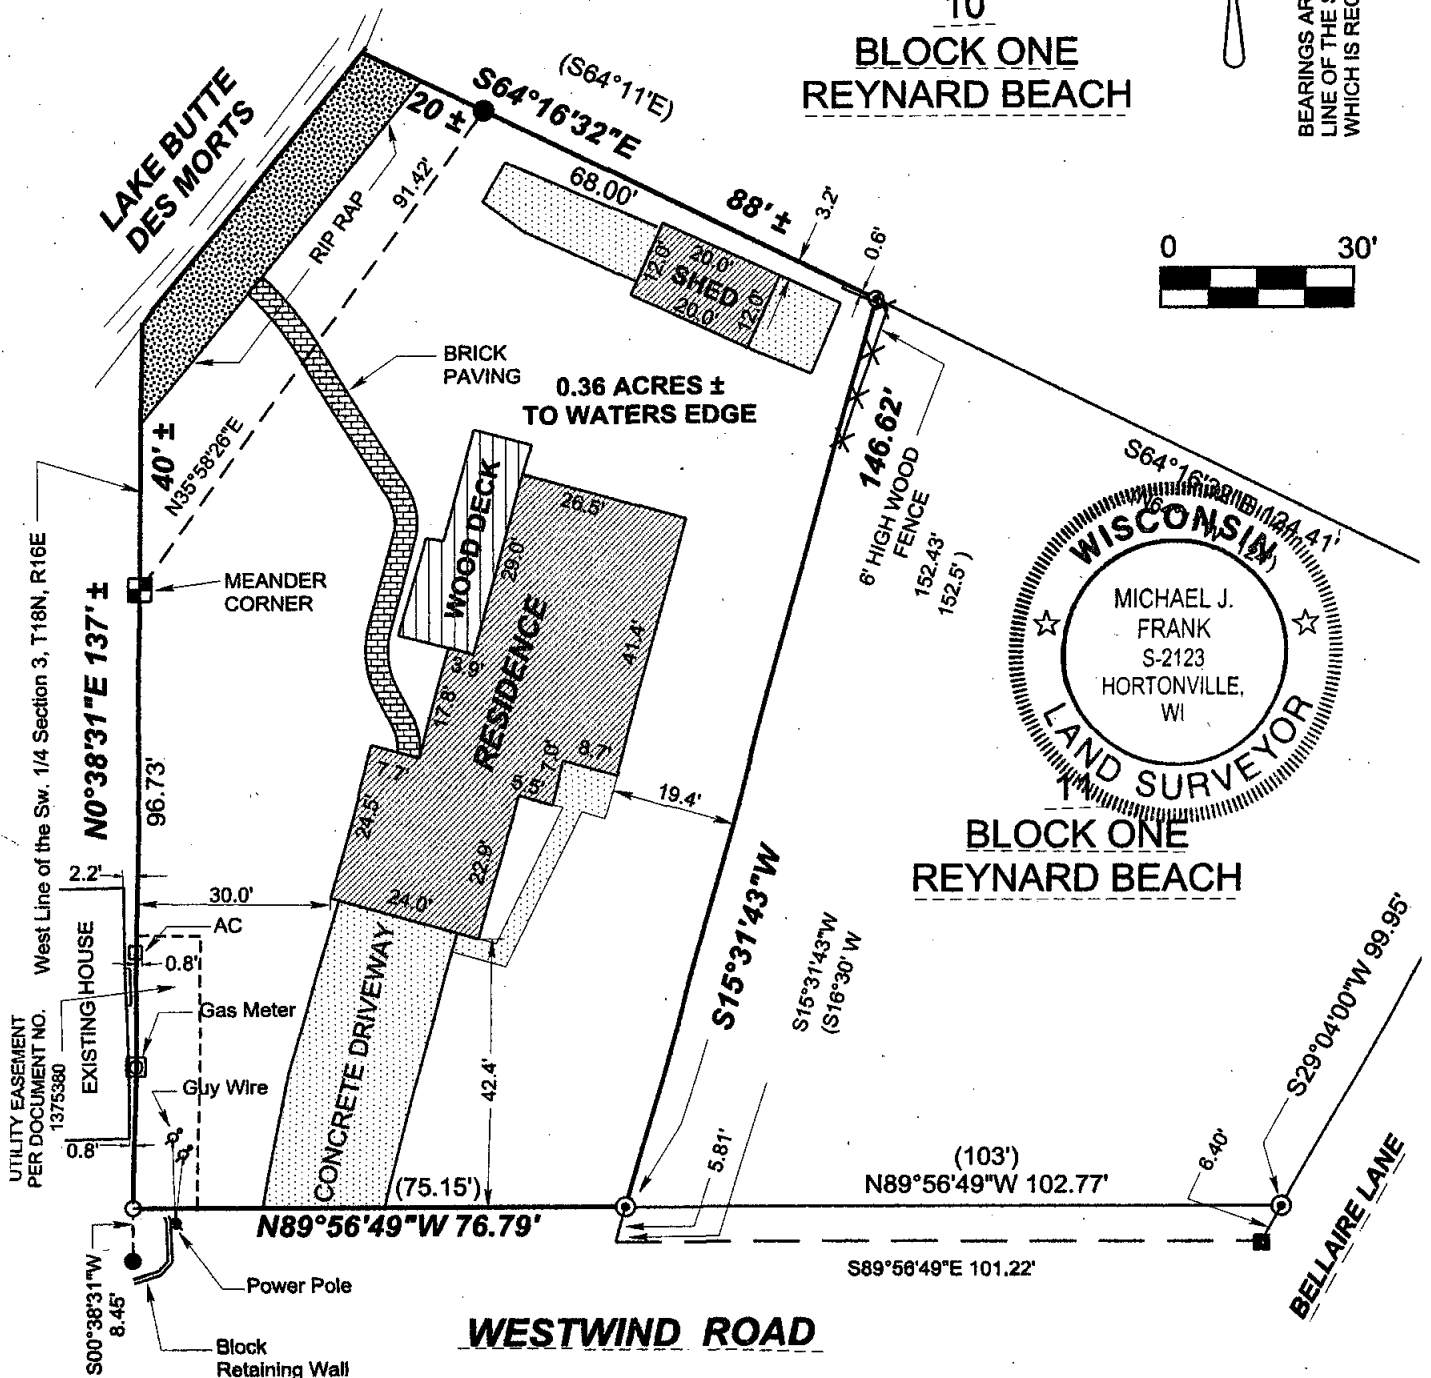 10
BLOCK ONE
REYNARD BEACH
BEARINGS AR
LINE OF THE S
WHICH IS REC
LAKE BUTTE
DES MORTS
20 ±
S64°16'32"E
(S64°11'E)
91.42'
RIP RAP
68.00'
88' ±
3.2'
0.6'
0 30'
20.0'
12.0'
SHED
12.0'
20.0'
BRICK
PAVING
0.36 ACRES ±
TO WATERS EDGE
146.62'
6' HIGH WOOD
FENCE
152.43'
152.5' )
40' ±
N35°58'26"E
West Line of the Sw. 1/4 Section 3, T18N, R16E
MEANDER
CORNER
N0°38'31"E 137' ±
96.73'
WOOD DECK
26.5'
29.0'
RESIDENCE
41.4'
3.9'
17.8'
7.7'
24.5'
8.7'
7.0'
5.5'
22.9'
24.0'
19.4'
WISCONSIN
MICHAEL J.
FRANK
S-2123
HORTONVILLE,
WI
LAND SURVEYOR
11
BLOCK ONE
REYNARD BEACH
2.2'
30.0'
AC
0.8'
EXISTING HOUSE
Gas Meter
Guy Wire
UTILITY EASEMENT
PER DOCUMENT NO.
1375380
0.8'
CONCRETE DRIVEWAY
42.4'
S15°31'43"W
S15°31'43"W
(S16°30' W
S29°04'00"W 99.95'
5.81'
6.40'
(75.15')
N89°56'49"W 76.79'
(103')
N89°56'49"W 102.77'
S89°56'49"E 101.22'
BELLAIRE LANE
S00°38'31"W
8.45'
Power Pole
Block
Retaining Wall
WESTWIND ROAD